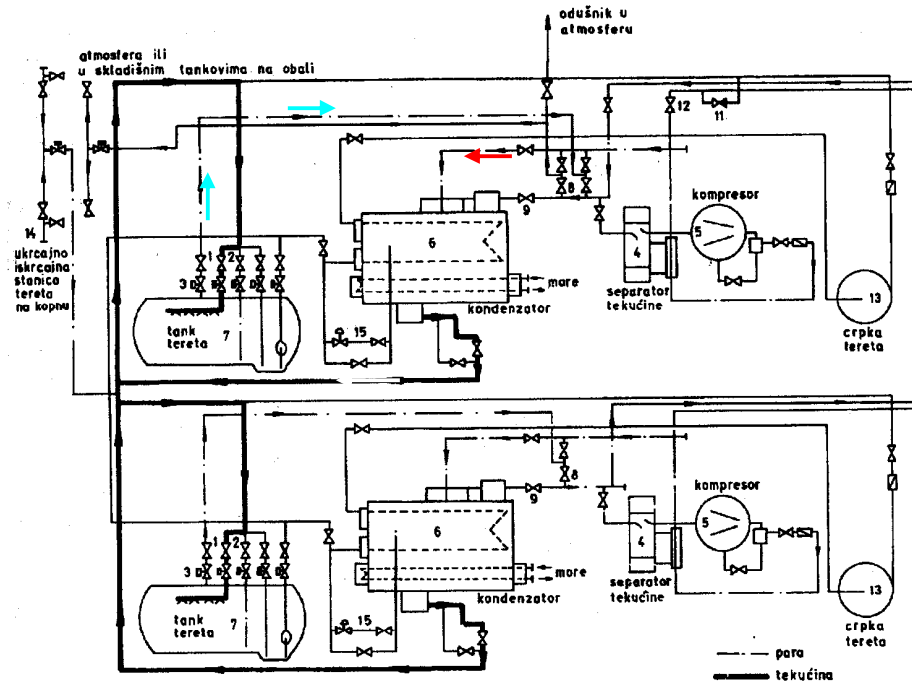 odušnik u
atmosferu
atmosfera ili
u skladišnim tankovima na obali
12
11
8
9
14
ukrcajno
iskrcajna
stanica
tereta
na kopnu
1
2
3
6
kompresor
5
4
separator
tekućine
more
kondenzator
13
crpka
tereta
tank
tereta
7
15
8
9
1
2
3
6
kompresor
5
4
separator
tekućine
more
kondenzator
13
crpka
tereta
tank
tereta
7
15
para
tekućina